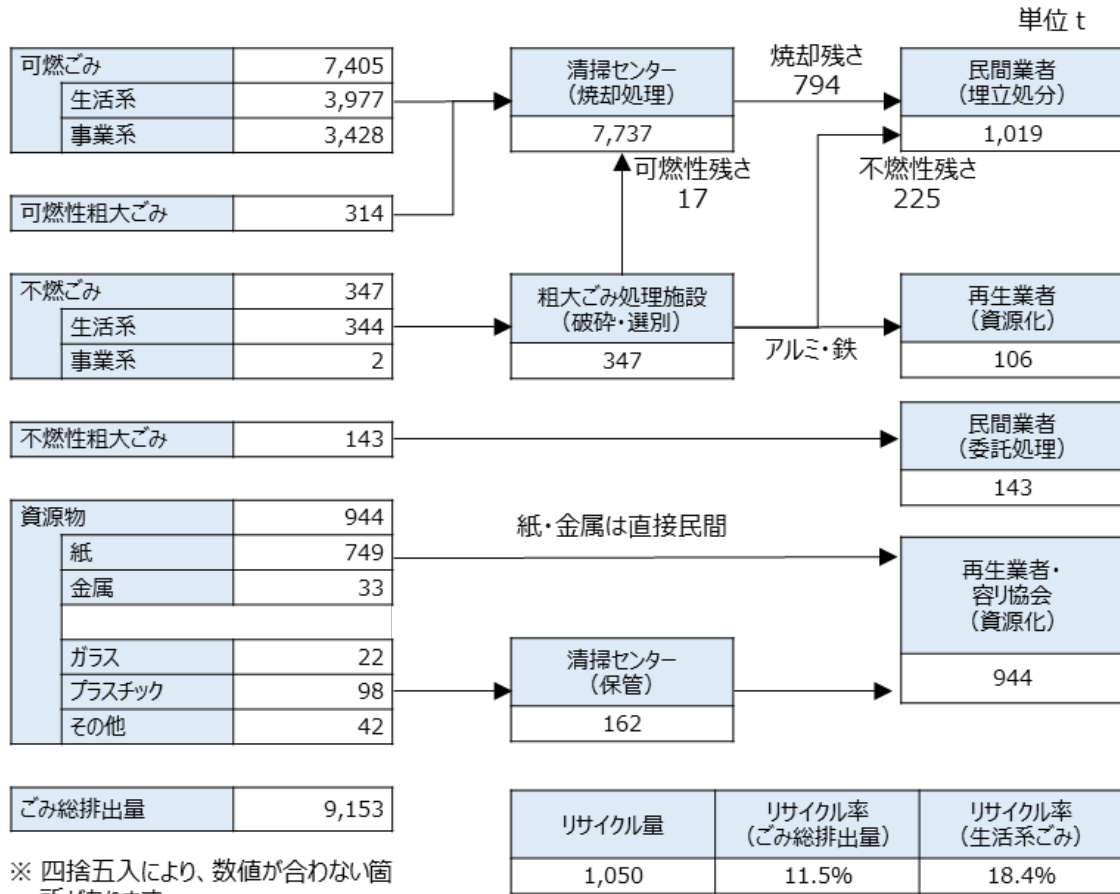 単位 t
可燃ごみ 7,405
生活系 3,977
事業系 3,428
可燃性粗大ごみ 314
不燃ごみ 347
生活系 344
事業系 2
不燃性粗大ごみ 143
資源物 944
紙 749
金属 33
ガラス 22
プラスチック 98
その他 42
ごみ総排出量 9,153
※ 四捨五入により、数値が合わない箇
清掃センター
（焼却処理）
7,737
可燃性残さ
17
粗大ごみ処理施設
（破砕・選別）
347
紙・金属は直接民間
清掃センター
（保管）
162
焼却残さ
794
不燃性残さ
225
アルミ・鉄
民間業者
（埋立処分）
1,019
再生業者
（資源化）
106
民間業者
（委託処理）
143
再生業者・
容リ協会
（資源化）
944
リサイクル量
リサイクル率
（ごみ総排出量）
リサイクル率
（生活系ごみ）
1,050 11.5% 18.4%